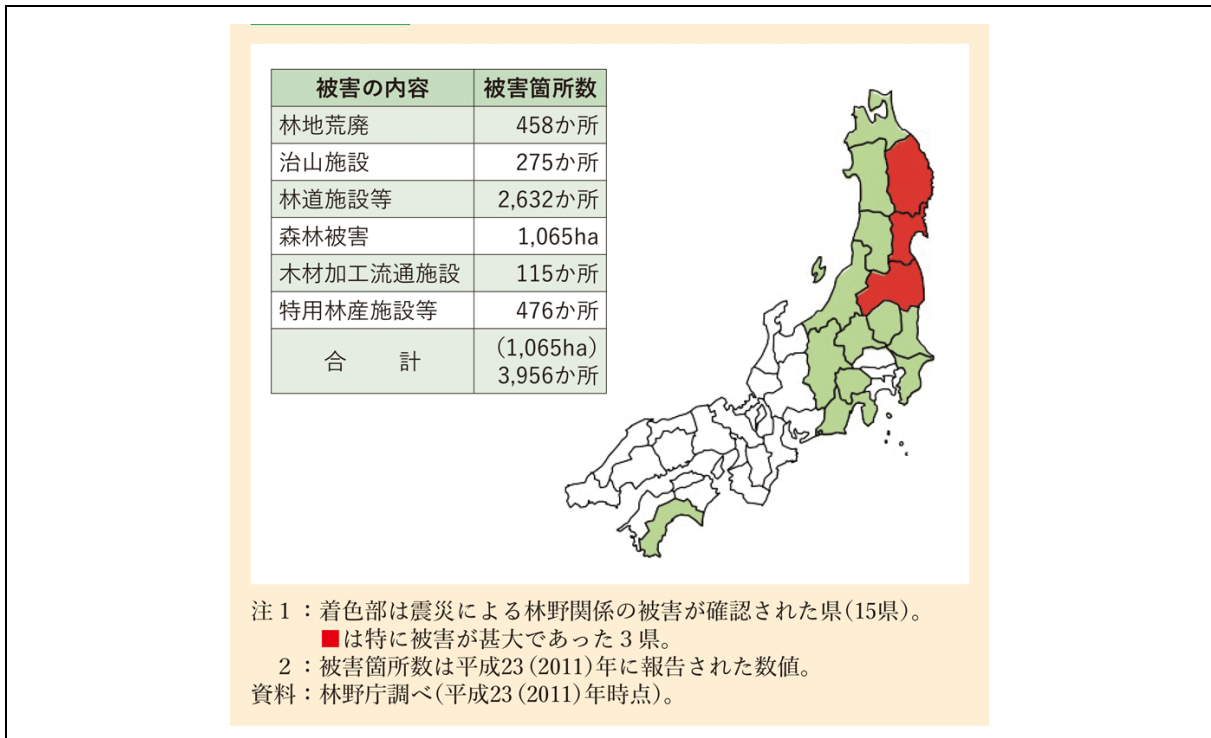 被害の内容 被害箇所数
林地荒廃 458か所
治山施設 275か所
林道施設等 2,632か所
森林被害 1,065ha
木材加工流通施設 115か所
特用林産施設等 476か所
合　計 (1,065ha)
3,956か所
注1：着色部は震災による林野関係の被害が確認された県(15県)。
■は特に被害が甚大であった3県。
2：被害箇所数は平成23(2011)年に報告された数値。
資料：林野庁調べ(平成23(2011)年時点)。